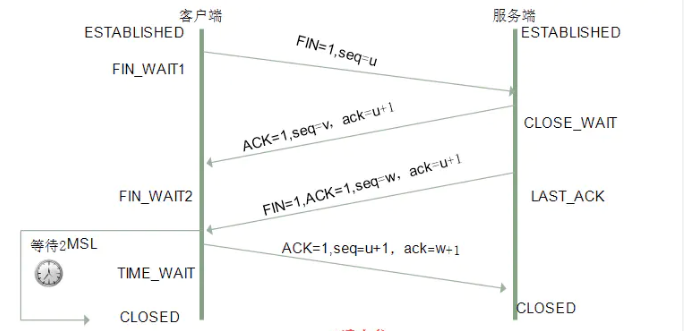 客户端
服务端
ESTABLISHED
ESTABLISHED
FIN=1,seq=u
FIN_WAIT1
ACK=1,seq=v，ack=u+1
CLOSE_WAIT
FIN=1,ACK=1,seq=w，ack=u+1
FIN_WAIT2
LAST_ACK
等待2MSL
ACK=1,seq=u+1，ack=w+1
TIME_WAIT
CLOSED
CLOSED